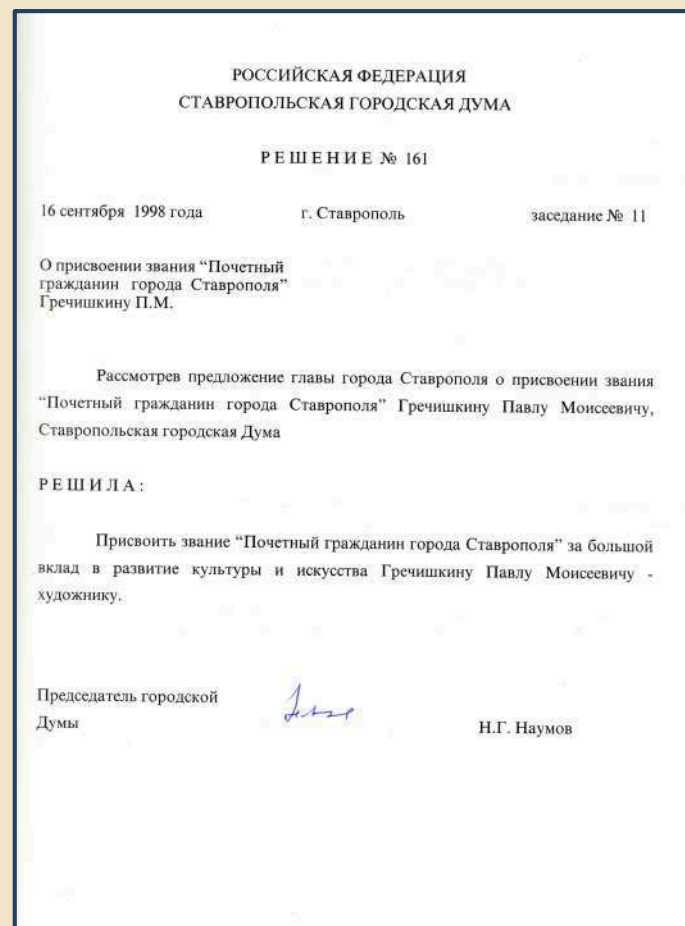 РОССИЙСКАЯ ФЕДЕРАЦИЯ
СТАВРОПОЛЬСКАЯ ГОРОДСКАЯ ДУМА
РЕШЕНИЕ № 161
16 сентября 1998 года г. Ставрополь заседание № 11
О присвоении звания “Почетный
гражданин города Ставрополя”
Гречишкину П.М.
Рассмотрев предложение главы города Ставрополя о присвоении звания
“Почетный гражданин города Ставрополя” Гречишкину Павлу Моисеевичу,
Ставропольская городская Дума
РЕШИЛА:
Присвоить звание “Почетный гражданин города Ставрополя” за большой
вклад в развитие культуры и искусства Гречишкину Павлу Моисеевичу -
художнику.
Председатель городской
Думы Н.Г. Наумов